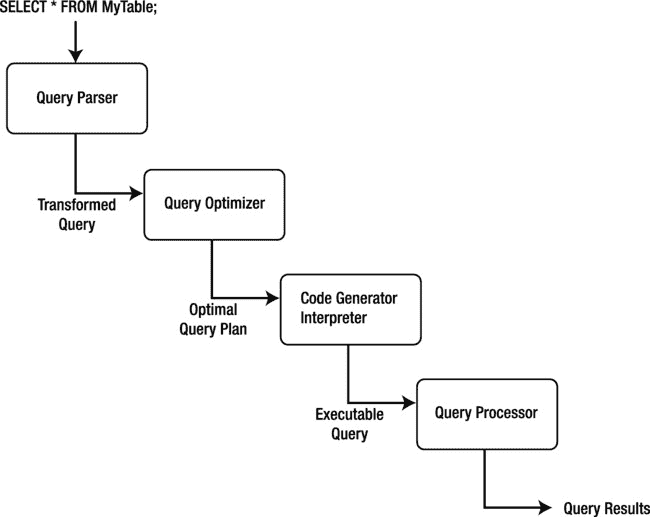 SELECT * FROM MyTable;
Query Parser
Transformed
Query
Query Optimizer
Optimal
Query Plan
Code Generator
Interpreter
Executable
Query
Query Processor
Query Results